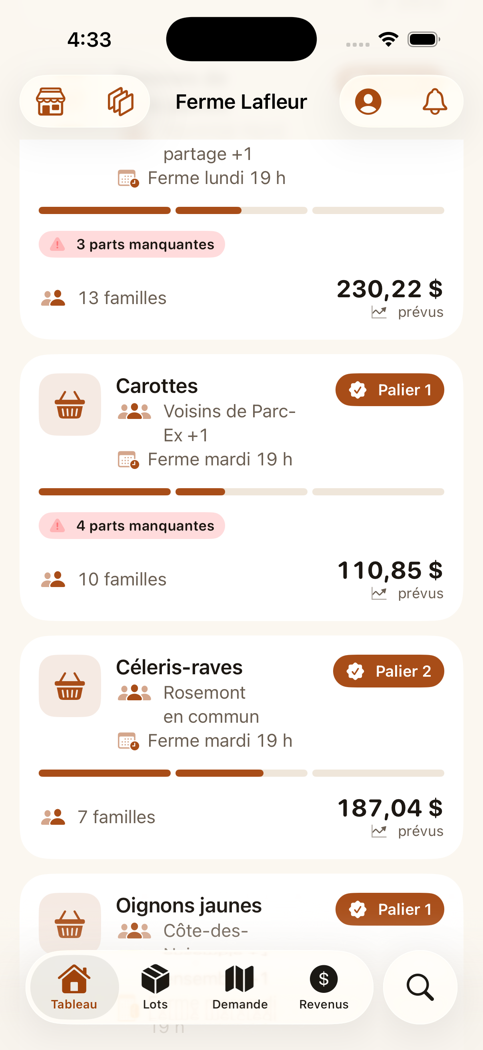 4:33
Ferme Lafleur
partage +1
Ferme lundi 19 h
3 parts manquantes
13 familles
230,22 $
prévus
Carottes
Palier 1
Voisins de Parc-
Ex +1
Ferme mardi 19 h
4 parts manquantes
10 familles
110,85 $
prévus
Céleris-raves
Palier 2
Rosemont
en commun
Ferme mardi 19 h
7 familles
187,04 $
prévus
Oignons jaunes
Palier 1
Côte-des-
Tableau
Lots
Demande
Revenus
19 h